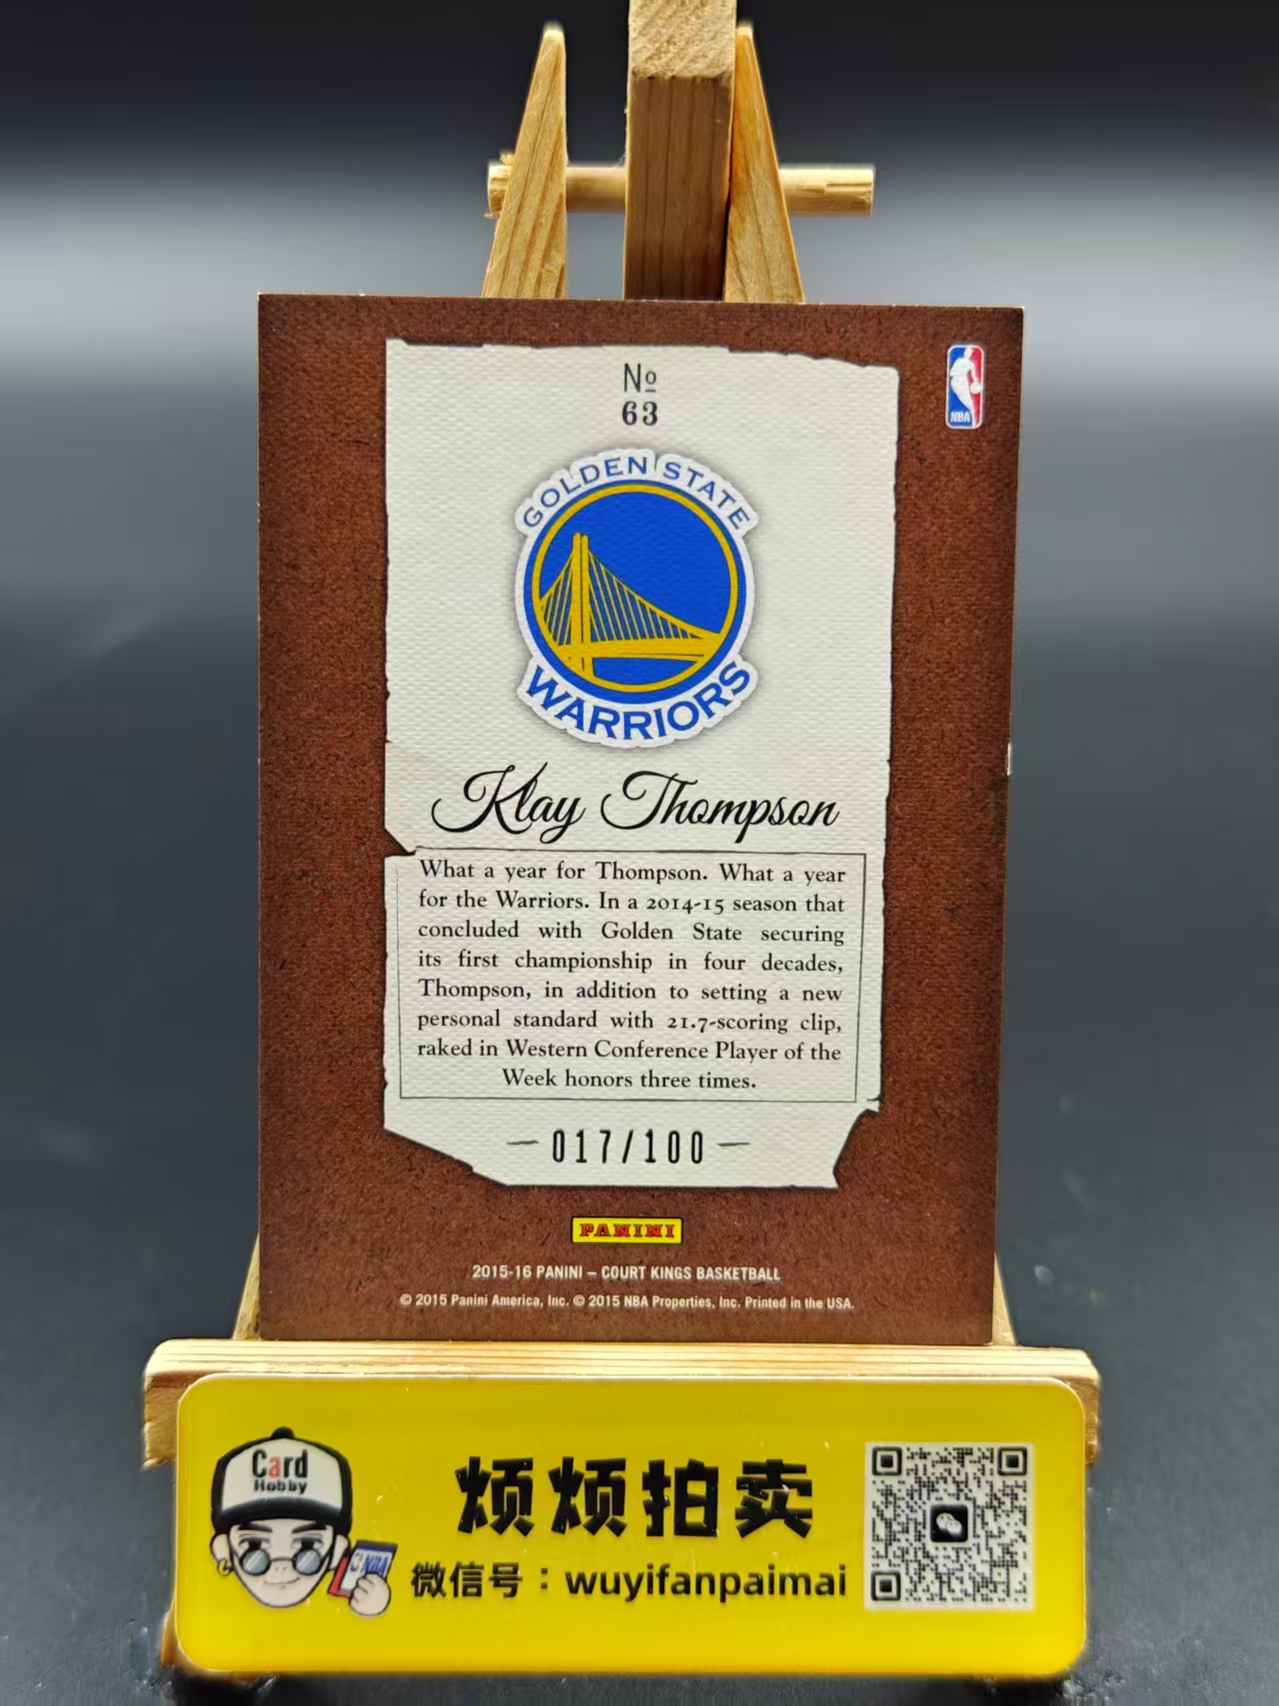 No
63
GOLDEN STATE
WARRIORS
NBA
Klay Thompson
What a year for Thompson. What a year
for the Warriors. In a 2014-15 season that
concluded with Golden State securing
its first championship in four decades,
Thompson, in addition to setting a new
personal standard with 21.7-scoring clip,
raked in Western Conference Player of the
Week honors three times.
— 017/100 —
PANINI
2015-16 PANINI – COURT KINGS BASKETBALL
© 2015 Panini America, Inc. © 2015 NBA Properties, Inc. Printed in the USA.
Card
Hobby
NBA
烦烦拍卖
微信号：wuyifanpaimai